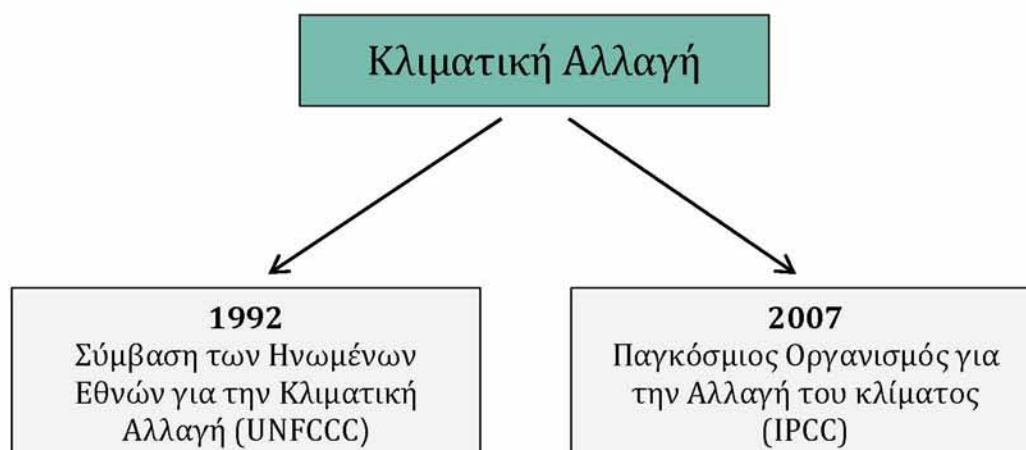 Κλιματική Αλλαγή
1992
Σύμβαση των Ηνωμένων
Εθνών για την Κλιματική
Αλλαγή (UNFCCC)
2007
Παγκόσμιος Οργανισμός για
την Αλλαγή του κλίματος
(IPCC)